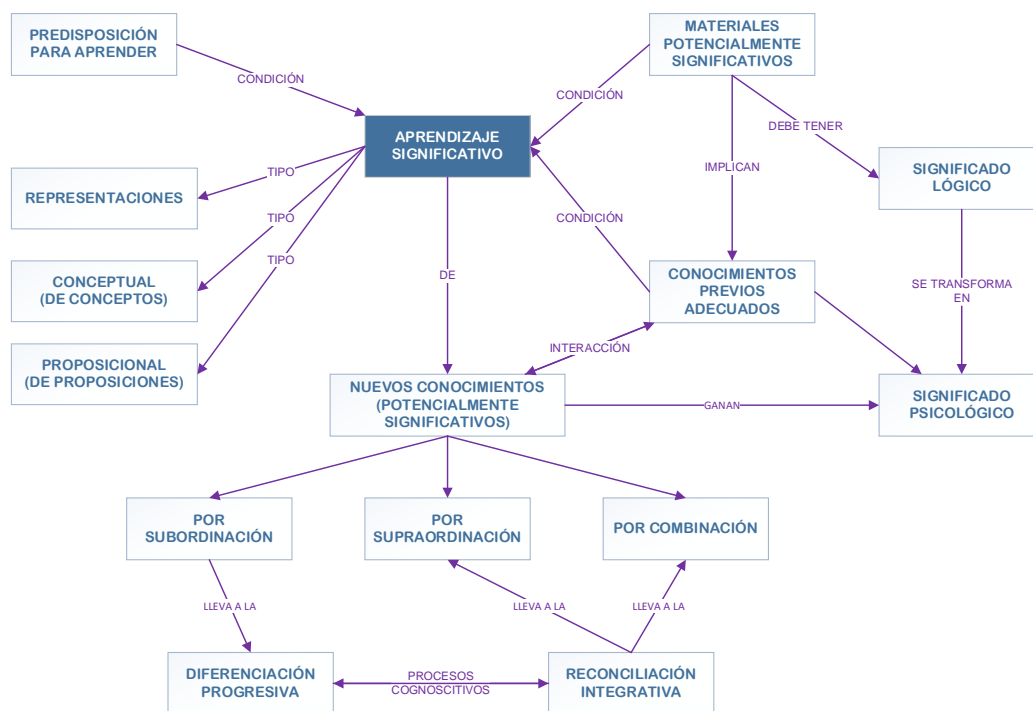 PREDISPOSICIÓN
PARA APRENDER
MATERIALES
POTENCIALMENTE
SIGNIFICATIVOS
CONDICIÓN
CONDICIÓN
APRENDIZAJE
SIGNIFICATIVO
DEBE TENER
IMPLICAN
SIGNIFICADO
LÓGICO
TIPO
REPRESENTACIONES
TIPO
CONDICIÓN
TIPO
DE
CONCEPTUAL
(DE CONCEPTOS)
CONOCIMIENTOS
PREVIOS
ADECUADOS
SE TRANSFORMA
EN
INTERACCIÓN
PROPOSICIONAL
(DE PROPOSICIONES)
NUEVOS CONOCIMIENTOS
(POTENCIALMENTE
SIGNIFICATIVOS)
GANAN
SIGNIFICADO
PSICOLÓGICO
POR
SUBORDINACIÓN
POR
SUPRAORDINACIÓN
POR COMBINACIÓN
LLEVA A LA
LLEVA A LA
LLEVA A LA
DIFERENCIACIÓN
PROGRESIVA
PROCESOS
COGNOSCITIVOS
RECONCILIACIÓN
INTEGRATIVA